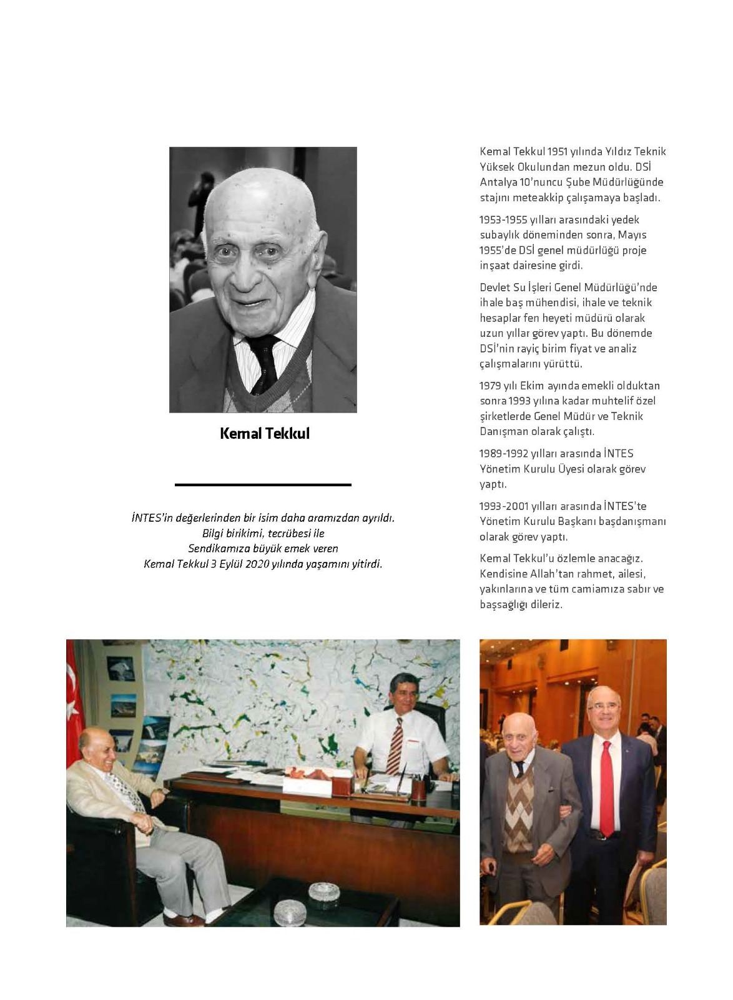 Kemal Tekkul
İNTES'in değerlerinden bir isim daha aramızdan ayrıldı.
Bilgi birikimi, tecrübesi ile
Sendikamıza büyük emek veren
Kemal Tekkul 3 Eylül 2020 yılında yaşamını yitirdi.
Kemal Tekkul 1951 yılında Yıldız Teknik
Yüksek Okulundan mezun oldu. DSİ
Antalya 10'nuncu Şube Müdürlüğünde
stajını meteakkip çalışamaya başladı.
1953-1955 yılları arasındaki yedek
subaylık döneminden sonra, Mayıs
1955'de DSİ genel müdürlüğü proje
inşaat dairesine girdi.
Devlet Su İşleri Genel Müdürlüğü'nde
ihale baş mühendisi, ihale ve teknik
hesaplar fen heyeti müdürü olarak
uzun yıllar görev yaptı. Bu dönemde
DSİ'nin rayiç birim fiyat ve analiz
çalışmalarını yürüttü.
1979 yılı Ekim ayında emekli olduktan
sonra 1993 yılına kadar muhtelif özel
şirketlerde Genel Müdür ve Teknik
Danışman olarak çalıştı.
1989-1992 yılları arasında İNTES
Yönetim Kurulu Üyesi olarak görev
yaptı.
1993-2001 yılları arasında İNTES'te
Yönetim Kurulu Başkanı başdanışmanı
olarak görev yaptı.
Kemal Tekkul'u özlemle anacağız.
Kendisine Allah'tan rahmet, ailesi,
yakınlarına ve tüm camiamıza sabır ve
başsağlığı dileriz.